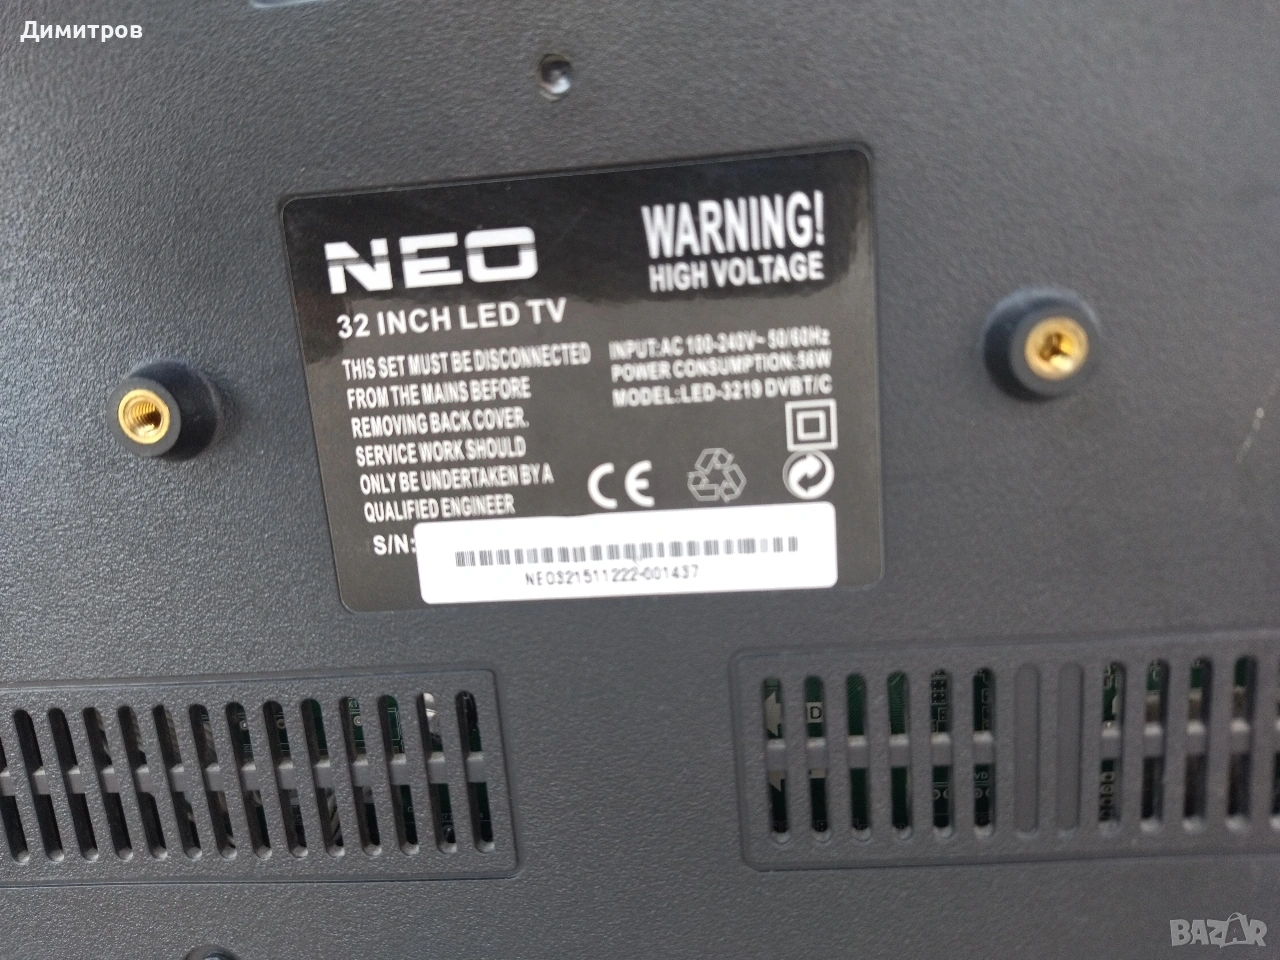 Димитров
NEO
32 INCH LED TV
THIS SET MUST BE DISCONNECTED
FROM THE MAINS BEFORE
REMOVING BACK COVER.
SERVICE WORK SHOULD
ONLY BE UNDERTAKEN BY A
QUALIFIED ENGINEER
WARNING!
HIGH VOLTAGE
INPUT:AC 100-240V~ 50/60Hz
POWER CONSUMPTION: 56W
MODEL:LED-3219 DVBT/C
CE
S/N:
NEO321511222-001437
BAZAR